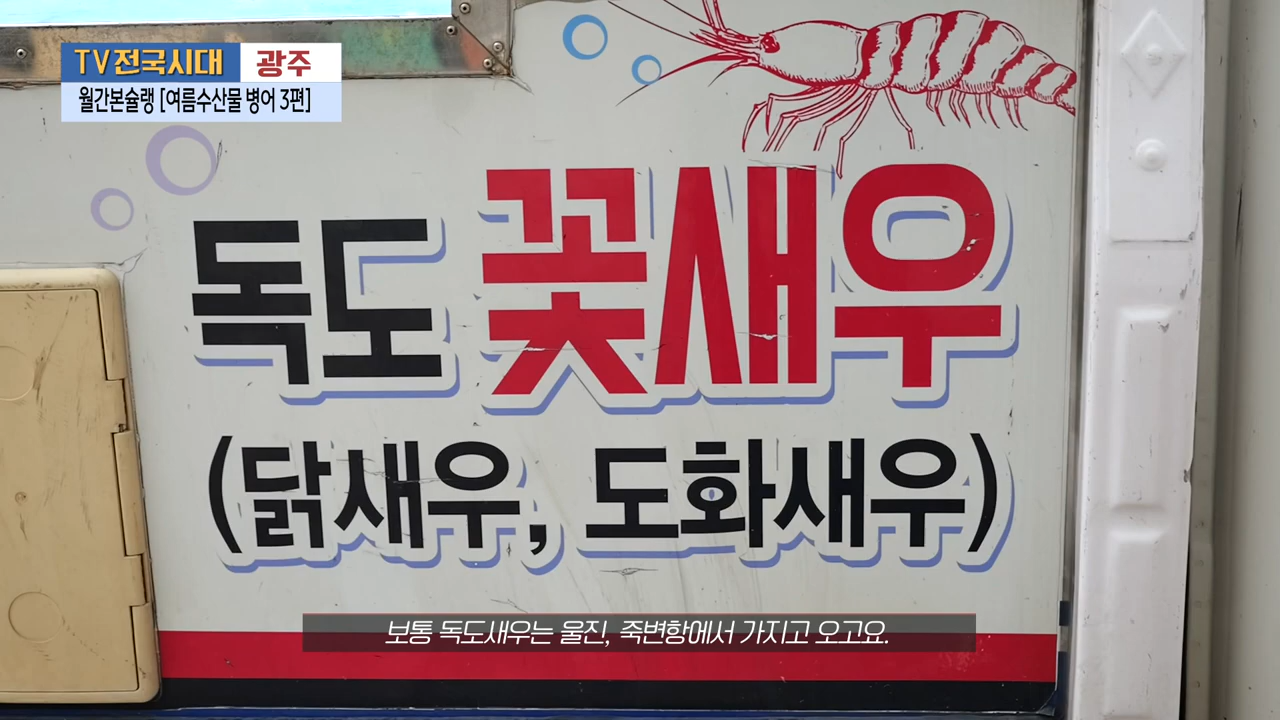 TV전국시대 광주
월간본슐랭 [여름수산물 병어 3편]
독도 꽃새우
(닭새우, 도화새우)
보통 독도새우는 울진, 죽변항에서 가지고 오고요.